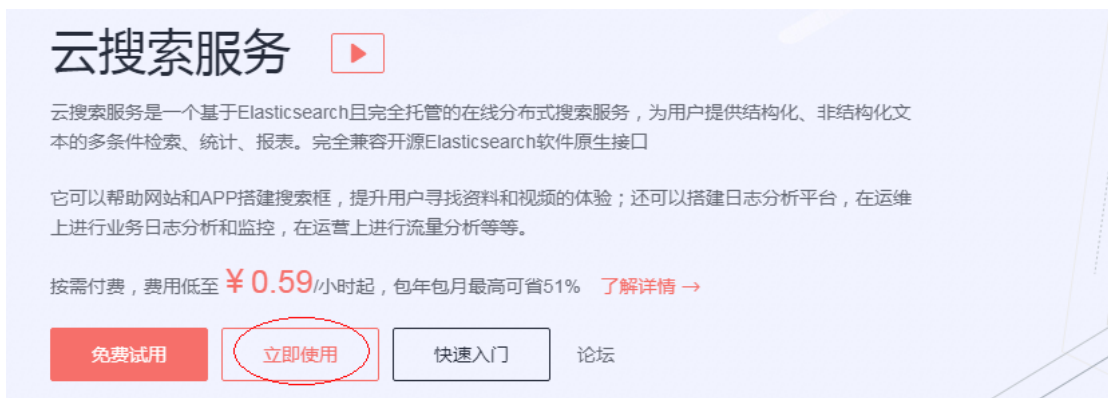 云搜索服务
云搜索服务是一个基于Elasticsearch且完全托管的在线分布式搜索服务，为用户提供结构化、非结构化文
本的多条件检索、统计、报表。完全兼容开源Elasticsearch软件原生接口
它可以帮助网站和APP搭建搜索框，提升用户寻找资料和视频的体验；还可以搭建日志分析平台，在运维
上进行业务日志分析和监控，在运营上进行流量分析等等。
按需付费，费用低至 ¥ 0.59/小时起，包年包月最高可省51% 了解详情 →
免费试用 立即使用 快速入门 论坛